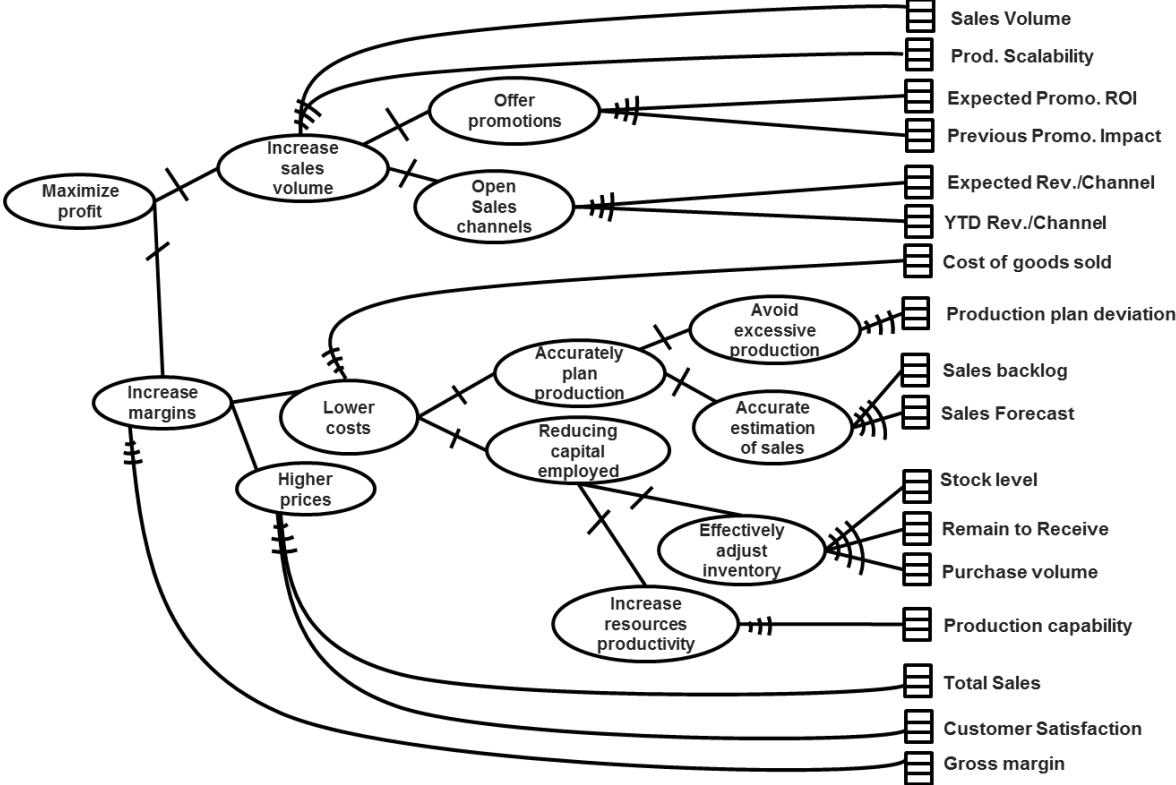 Sales Volume
Prod. Scalability
Offer
promotions
Expected Promo. ROI
Previous Promo. Impact
Increase
sales
volume
Maximize
profit
Open
Sales
channels
Expected Rev./Channel
YTD Rev./Channel
Cost of goods sold
Avoid
excessive
production
Production plan deviation
Accurately
plan
production
Sales backlog
Sales Forecast
Increase
margins
Lower
costs
Accurate
estimation
of sales
Reducing
capital
employed
Higher
prices
Stock level
Remain to Receive
Purchase volume
Effectively
adjust
inventory
Increase
resources
productivity
Production capability
Total Sales
Customer Satisfaction
Gross margin